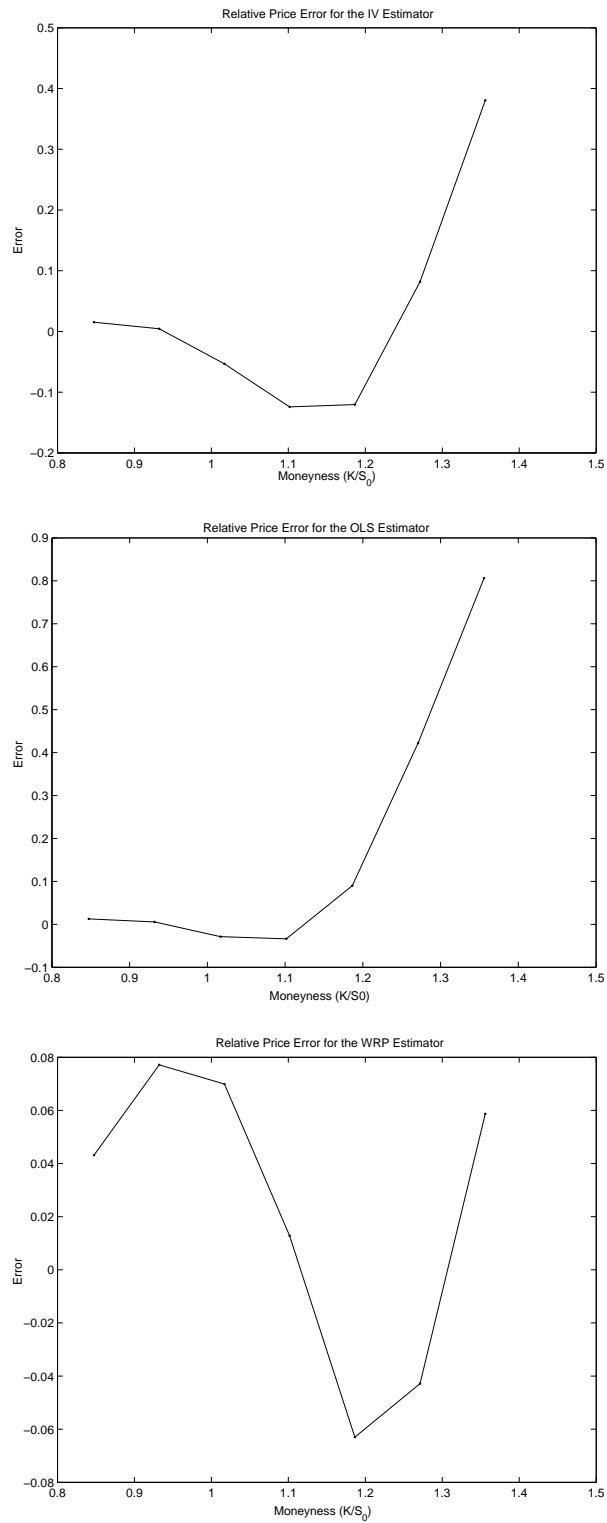 Relative Price Error for the IV Estimator
0.5
0.4
0.3
0.2
0.1
0
−0.1
−0.2
Error
0.8 0.9 1 1.1 1.2 1.3 1.4 1.5
Moneyness (K/S0)
Relative Price Error for the OLS Estimator
0.9
0.8
0.7
0.6
0.5
0.4
0.3
0.2
0.1
0
−0.1
Error
0.8 0.9 1 1.1 1.2 1.3 1.4 1.5
Moneyness (K/S0)
Relative Price Error for the WRP Estimator
0.08
0.06
0.04
0.02
0
−0.02
−0.04
−0.06
−0.08
Error
0.8 0.9 1 1.1 1.2 1.3 1.4 1.5
Moneyness (K/S0)